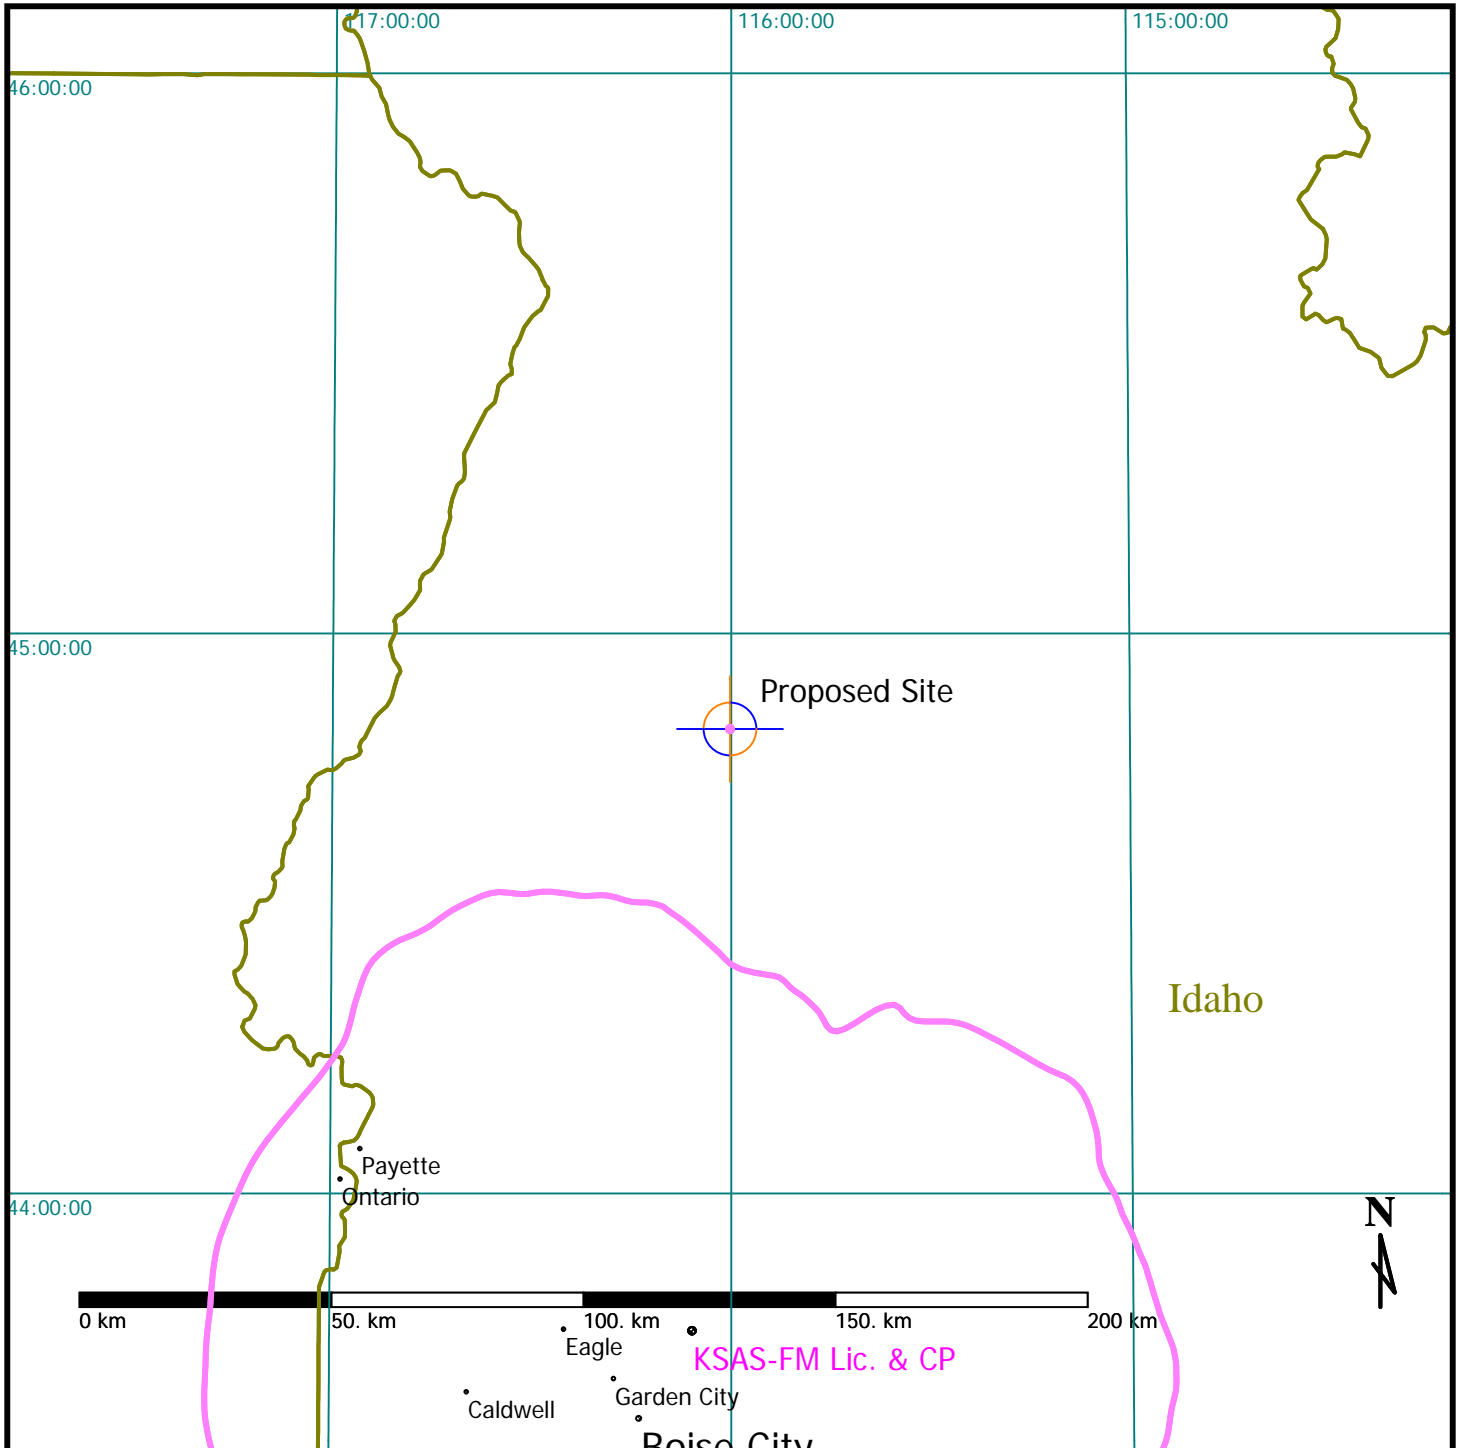 117:00:00
116:00:00
115:00:00
46:00:00
45:00:00
Proposed Site
Idaho
Payette
Ontario
44:00:00
N
0 km
50. km
100. km
150. km
200 km
Eagle
KSAS-FM Lic. & CP
Garden City
Caldwell
Boise City